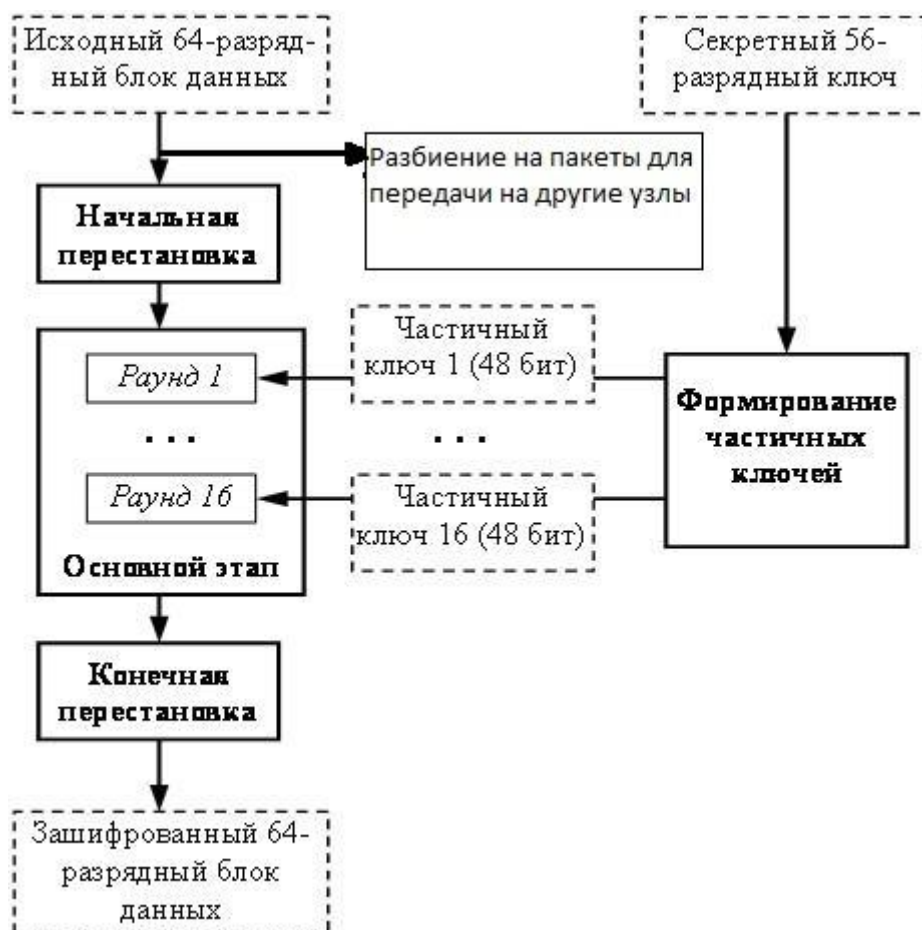 Исходный 64-разряд-
ный блок данных
Секретный 56-
разрядный ключ
Разбиение на пакеты для
передачи на другие узлы
Начальная
перестановка
Частичный
ключ 1 (48 бит)
Раунд 1
Формирование
частичных
ключей
. . .
. . .
Раунд 16
Частичный
ключ 16 (48 бит)
Основной этап
Конечная
перестановка
Зашифрованный 64-
разрядный блок
данных